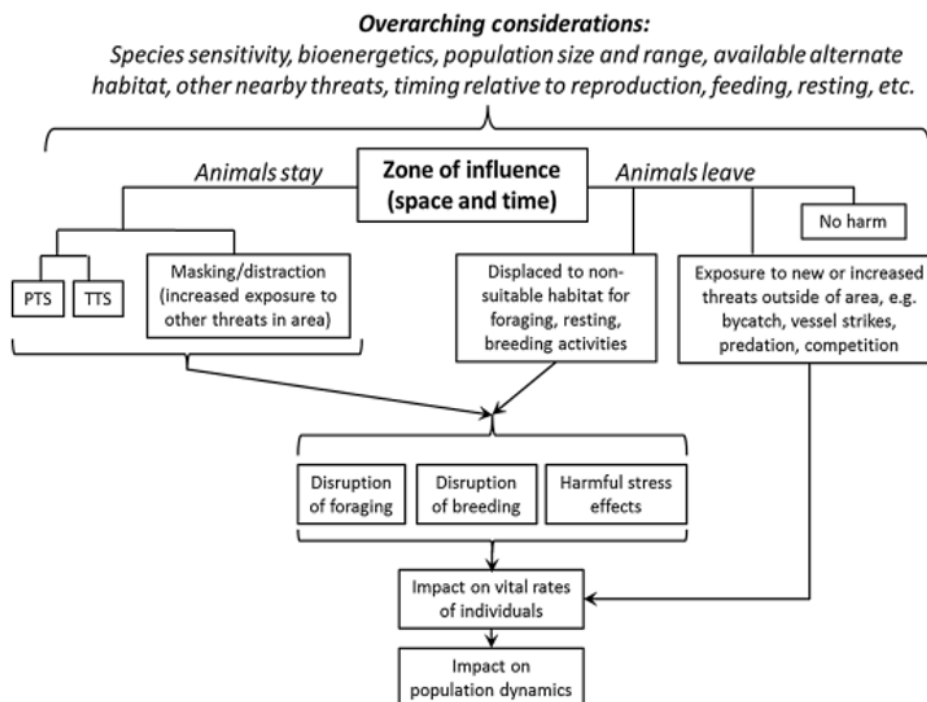 Overarching considerations:
Species sensitivity, bioenergetics, population size and range, available alternate
habitat, other nearby threats, timing relative to reproduction, feeding, resting, etc.
Animals stay
Zone of influence
(space and time)
Animals leave
No harm
PTS
TTS
Masking/distraction
(increased exposure to
other threats in area)
Displaced to non-
suitable habitat for
foraging, resting,
breeding activities
Exposure to new or increased
threats outside of area, e.g.
bycatch, vessel strikes,
predation, competition
Disruption
of foraging
Disruption
of breeding
Harmful stress
effects
Impact on vital rates
of individuals
Impact on
population dynamics